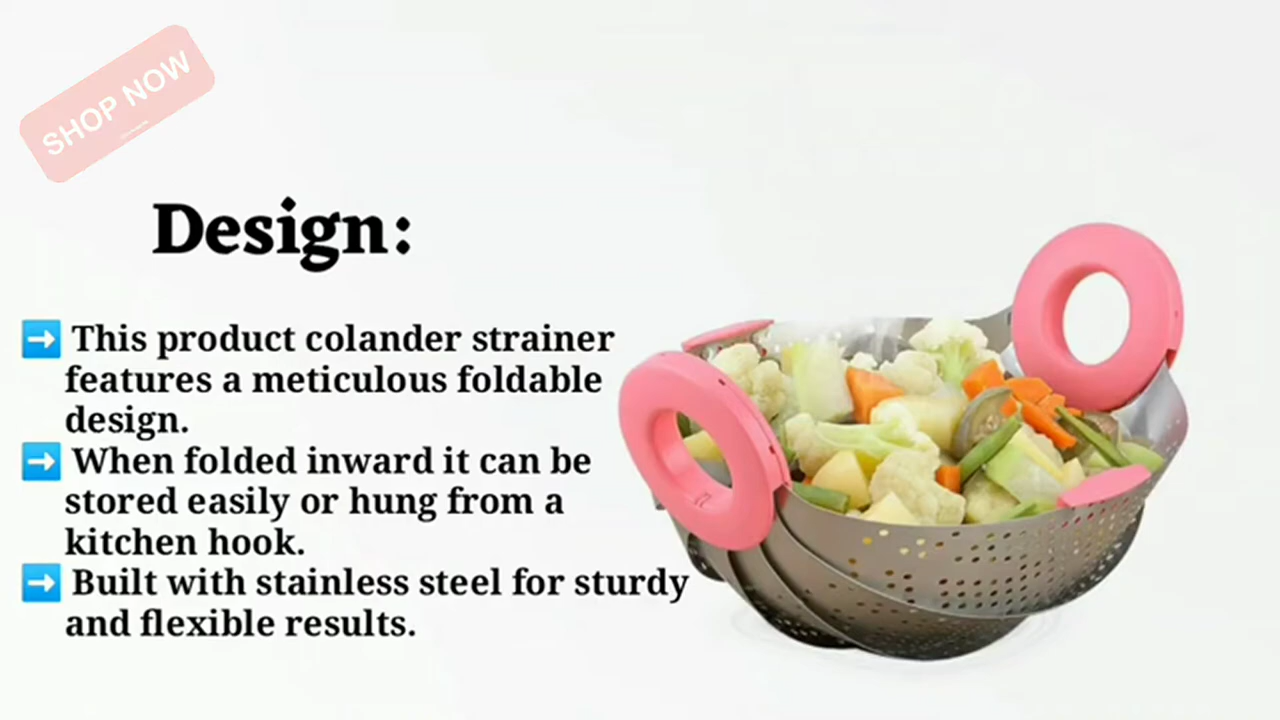 SHOP NOW
Design:
➡ This product colander strainer
features a meticulous foldable
design.
➡ When folded inward it can be
stored easily or hung from a
kitchen hook.
➡ Built with stainless steel for sturdy
and flexible results.